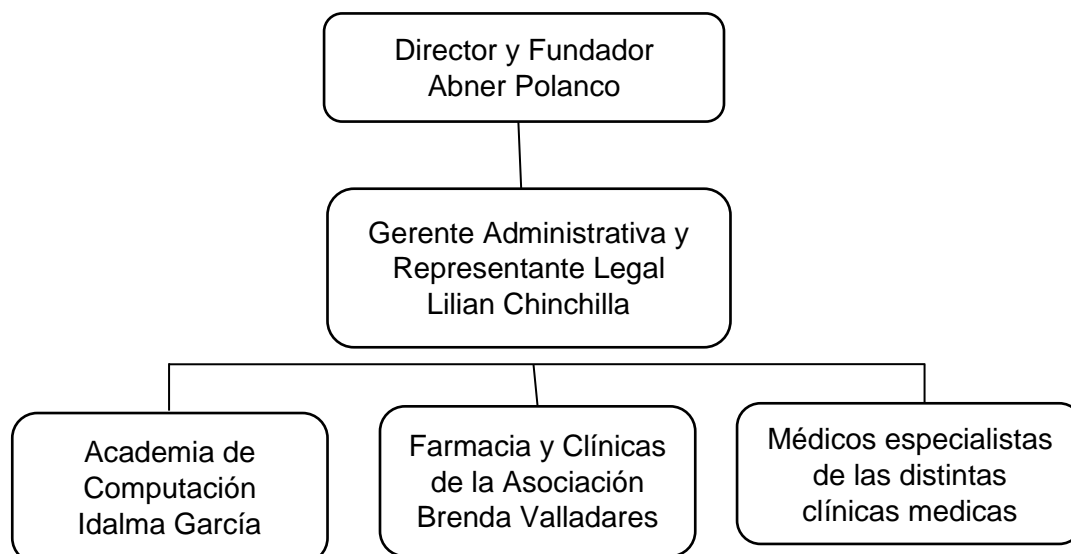 Director y Fundador
Abner Polanco
Gerente Administrativa y
Representante Legal
Lilian Chinchilla
Academia de
Computación
Idalma García
Farmacia y Clínicas
de la Asociación
Brenda Valladares
Médicos especialistas
de las distintas
clínicas medicas